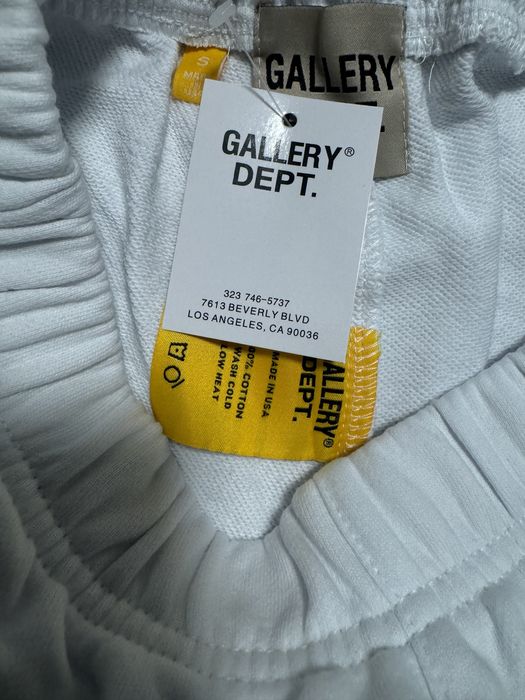 S
GALLERY
GALLERY®
DEPT.
323 746-5737
7613 BEVERLY BLVD
LOS ANGELES, CA 90036
GALLERY®
DEPT.
MADE IN USA
100% COTTON
WASH COLD
LOW HEAT